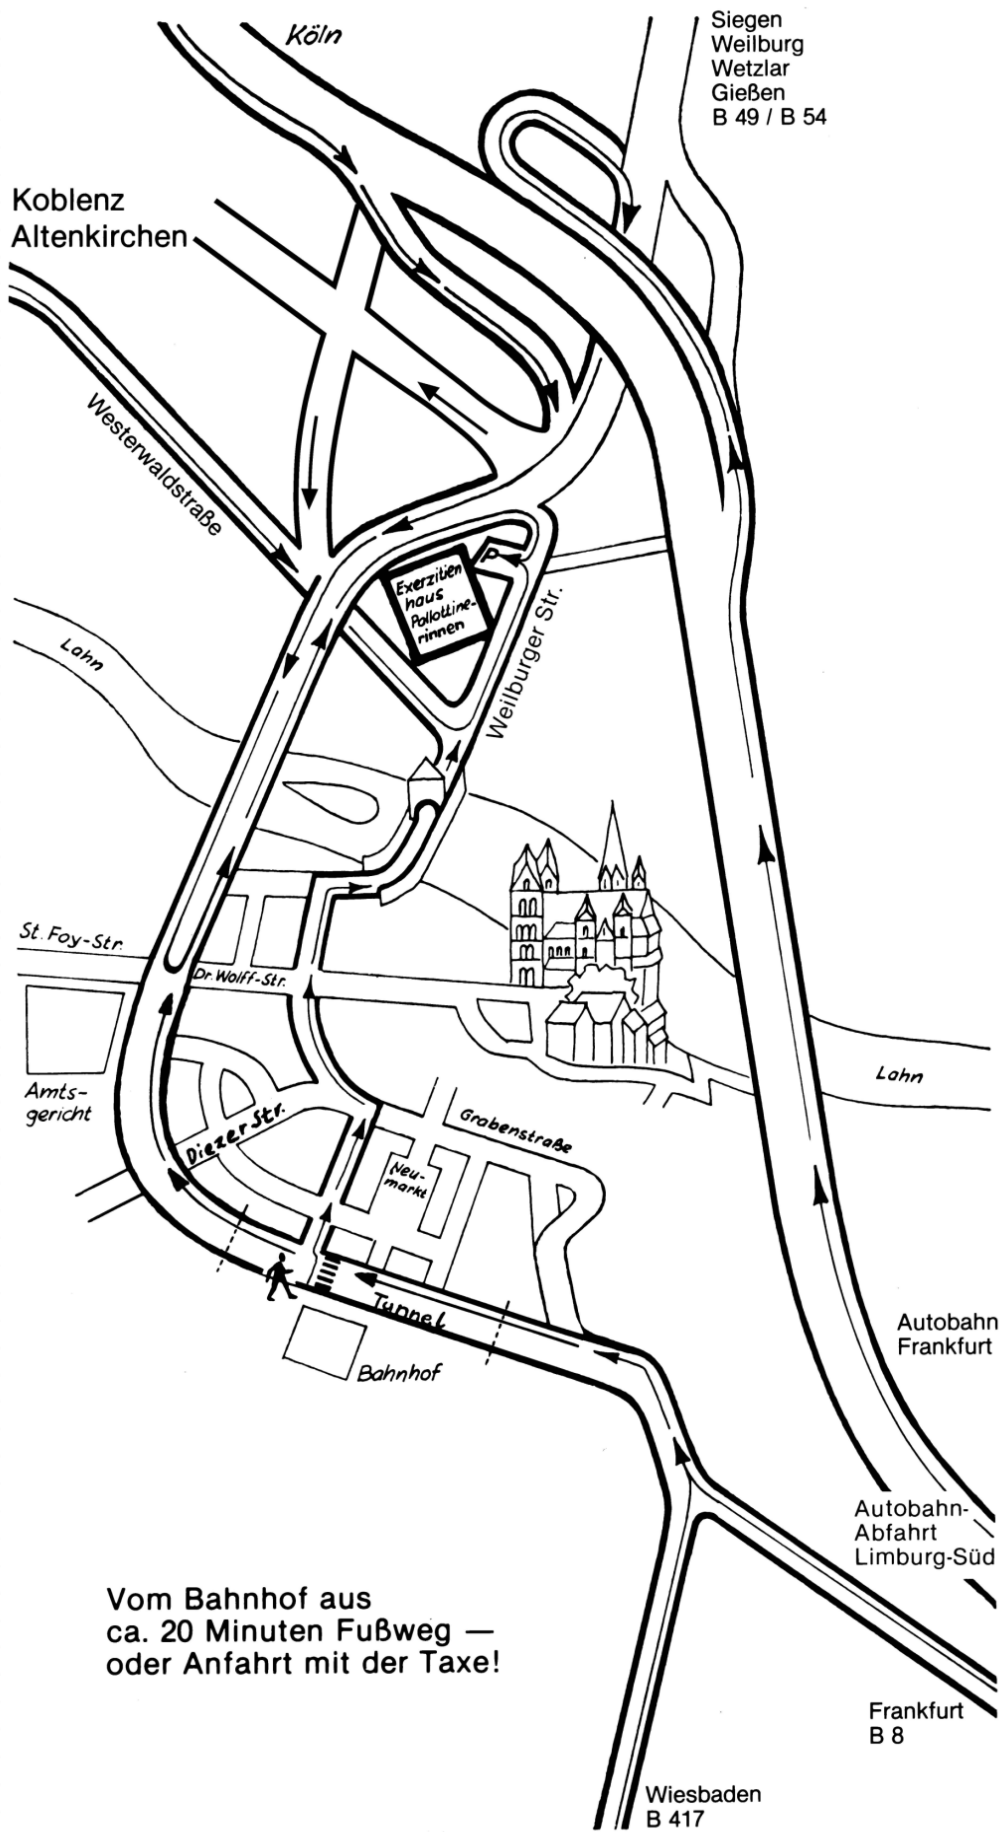 Köln
Siegen
Weilburg
Wetzlar
Gießen
B 49 / B 54
Koblenz
Altenkirchen
Westerwaldstraße
P
Exerzitien
haus
Pallottine-
rinnen
Weilburger Str.
Lahn
St. Foy-Str.
Dr. Wolff-Str.
Amts-
gericht
Diezer Str.
Lahn
Grabenstraße
Neu-
markt
Tunnel
Bahnhof
Autobahn
Frankfurt
Autobahn-
Abfahrt
Limburg-Süd
Vom Bahnhof aus
ca. 20 Minuten Fußweg —
oder Anfahrt mit der Taxe!
Frankfurt
B 8
Wiesbaden
B 417